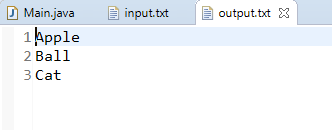 Main.java input.txt output.txt
1 Apple
2 Ball
3 Cat